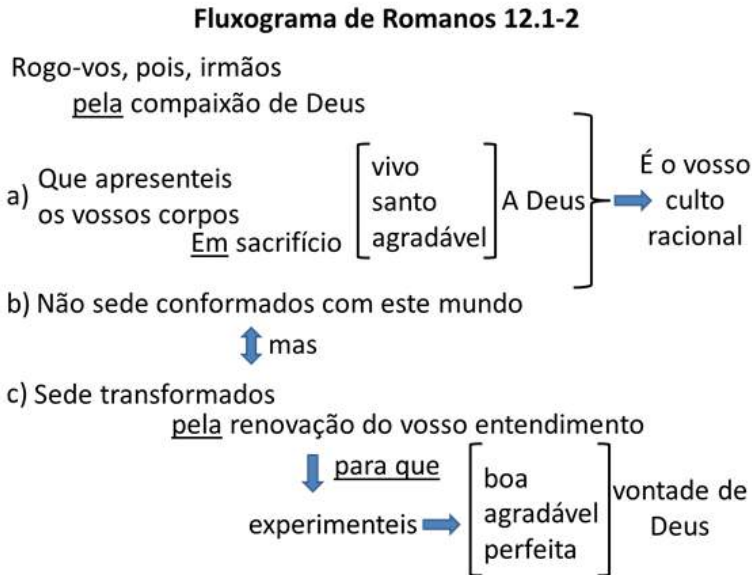 Fluxograma de Romanos 12.1-2
Rogo-vos, pois, irmãos
pela compaixão de Deus
a) Que apresenteis
os vossos corpos
Em sacrifício
vivo
santo
agradável
A Deus
É o vosso
culto
racional
b) Não sede conformados com este mundo
mas
c) Sede transformados
pela renovação do vosso entendimento
para que
experimenteis
boa
agradável
perfeita
vontade de
Deus